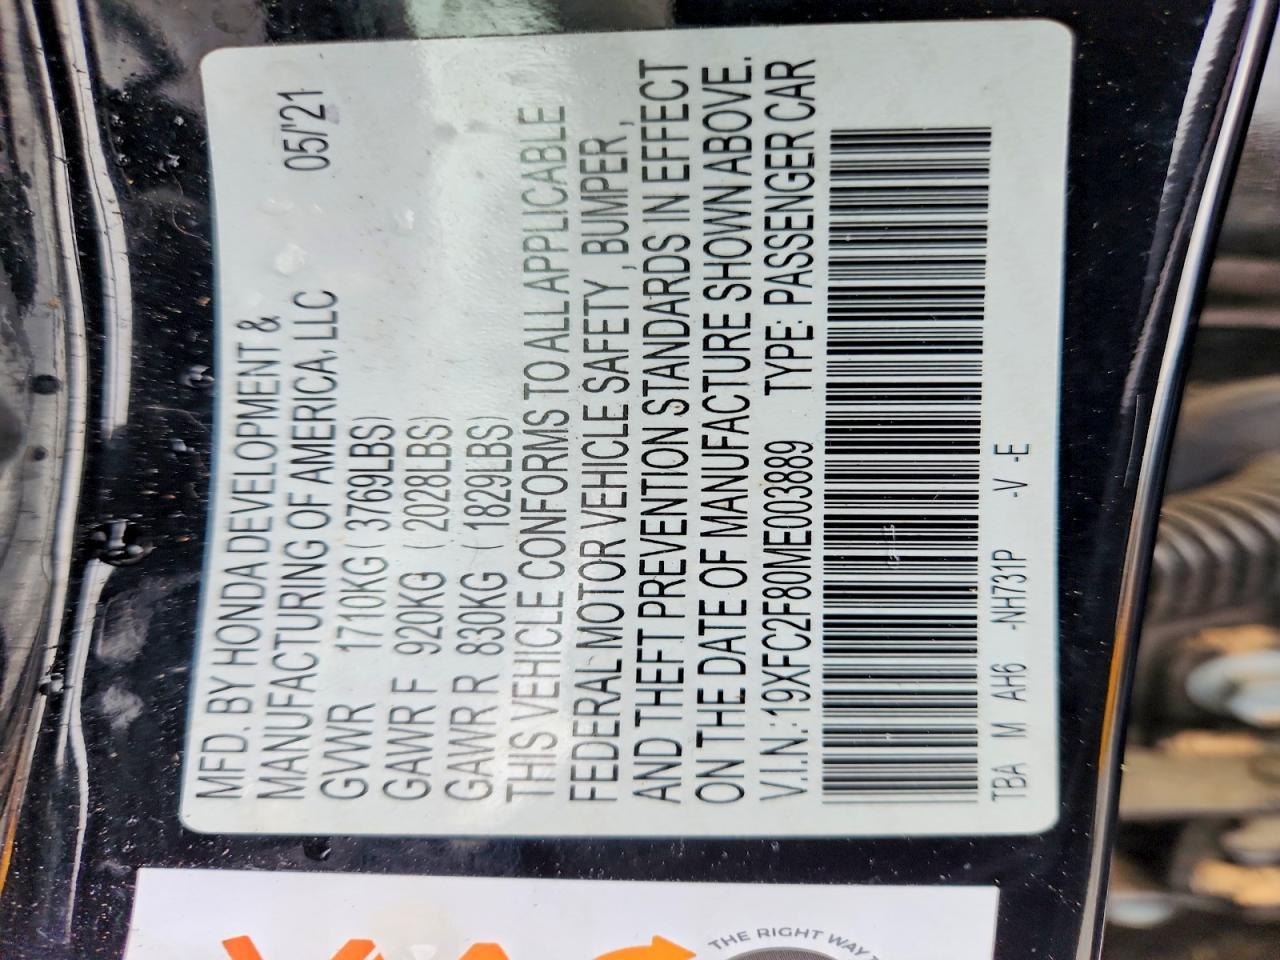 MFD. BY HONDA DEVELOPMENT &
MANUFACTURING OF AMERICA, LLC 05/'21
GVWR 1710KG ( 3769LBS)
GAWR F 920KG ( 2028LBS)
GAWR R 830KG ( 1829LBS)
THIS VEHICLE CONFORMS TO ALL APPLICABLE
FEDERAL MOTOR VEHICLE SAFETY, BUMPER,
AND THEFT PREVENTION STANDARDS IN EFFECT
ON THE DATE OF MANUFACTURE SHOWN ABOVE.
V.I.N.: 19XFC2F80ME003889 TYPE: PASSENGER CAR
TBA M AH6 -NH731P -V -E
THE RIGHT WAY